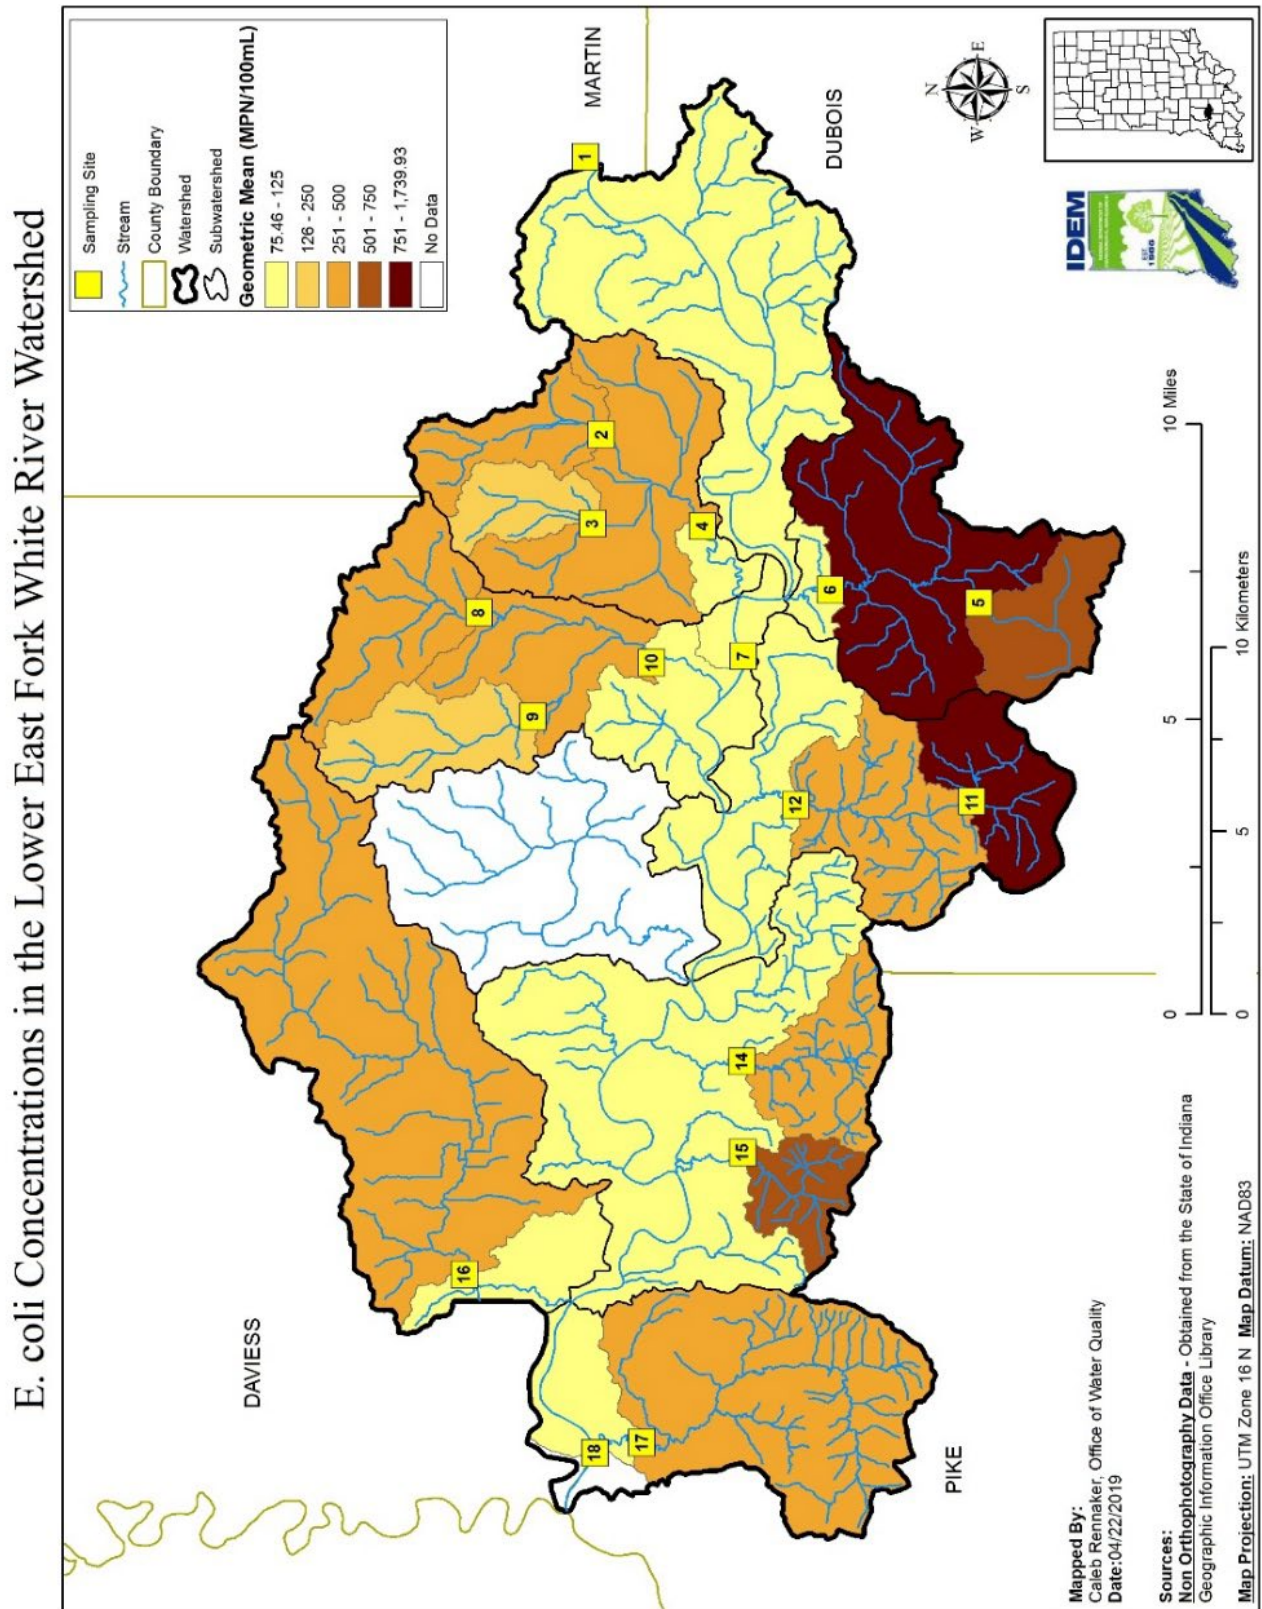 E. coli Concentrations in the Lower East Fork White River Watershed
Sampling Site
Stream
County Boundary
Watershed
Subwatershed
Geometric Mean (MPN/100mL)
75.46 - 125
126 - 250
251 - 500
501 - 750
751 - 1,739.93
No Data
DAVIESS
MARTIN
DUBOIS
PIKE
1
2
3
4
5
6
7
8
9
10
11
12
14
15
16
17
18
N
E
S
W
IDEM
EST
1986
0
5
10 Miles
0
5
10 Kilometers
Mapped By:
Caleb Rennaker, Office of Water Quality
Date:04/22/2019
Sources:
Non Orthophotography Data - Obtained from the State of Indiana
Geographic Information Office Library
Map Projection: UTM Zone 16 N Map Datum: NAD83